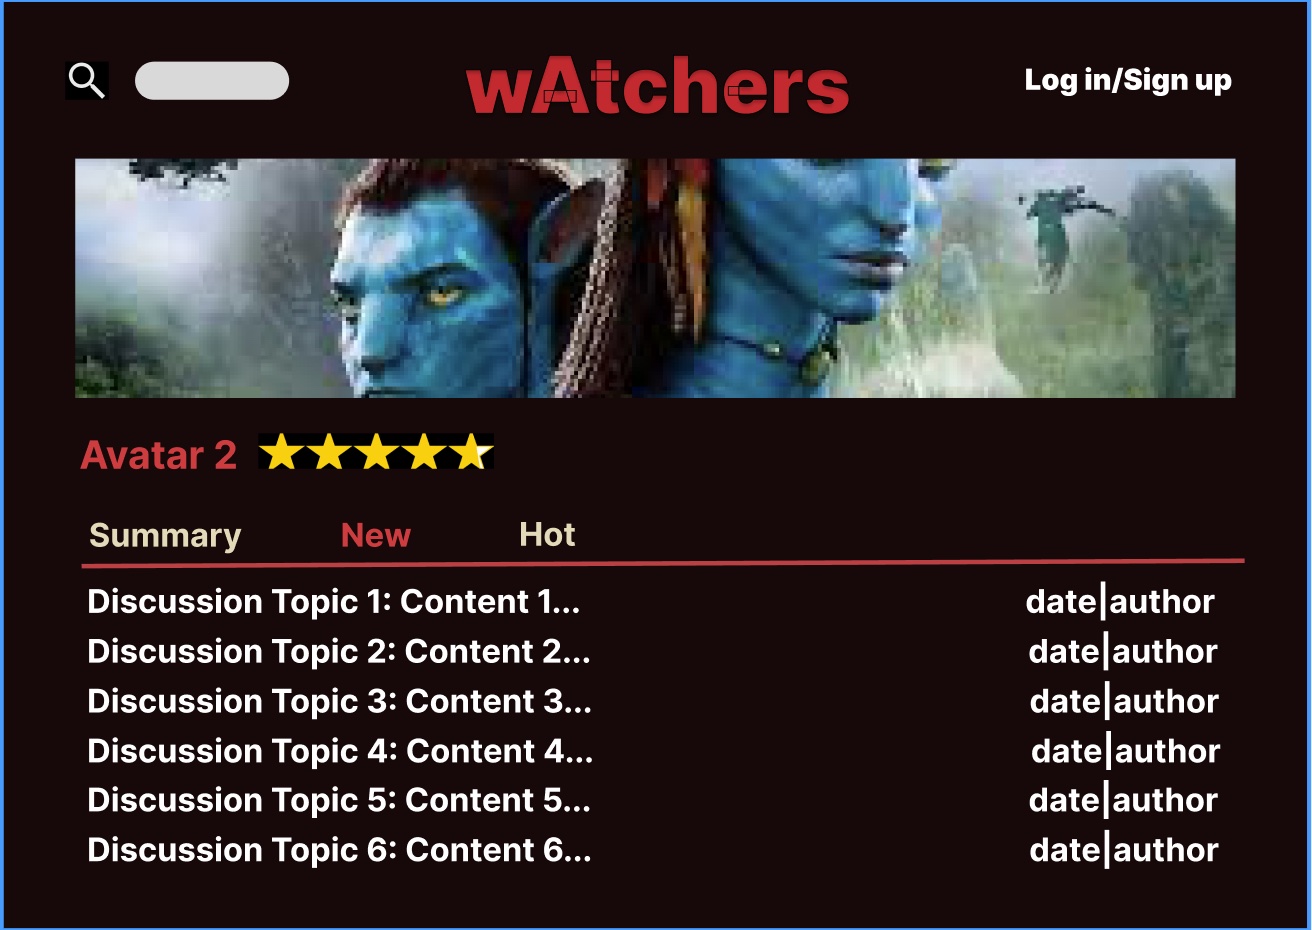 wAtchers
Log in/Sign up
Avatar 2
Summary New Hot
Discussion Topic 1: Content 1... date|author
Discussion Topic 2: Content 2... date|author
Discussion Topic 3: Content 3... date|author
Discussion Topic 4: Content 4... date|author
Discussion Topic 5: Content 5... date|author
Discussion Topic 6: Content 6... date|author